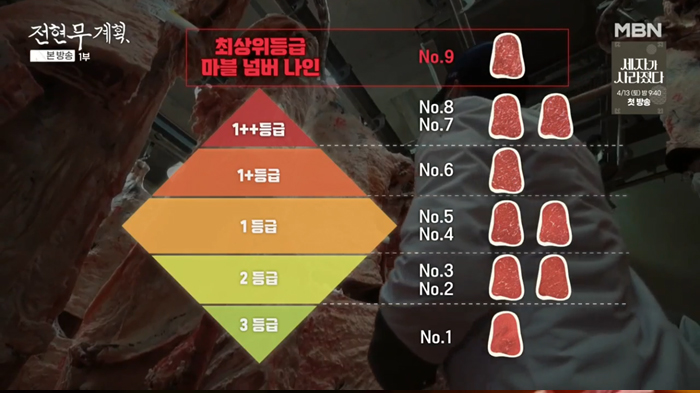 전현무계획
본 방송 1부
MBN
세자가
사라졌다
4/13 (토) 밤 9:40
첫 방송
최상위등급
마블 넘버 나인
No.9
1++등급
No.8
No.7
1+등급
No.6
1 등급
No.5
No.4
2 등급
No.3
No.2
3 등급
No.1